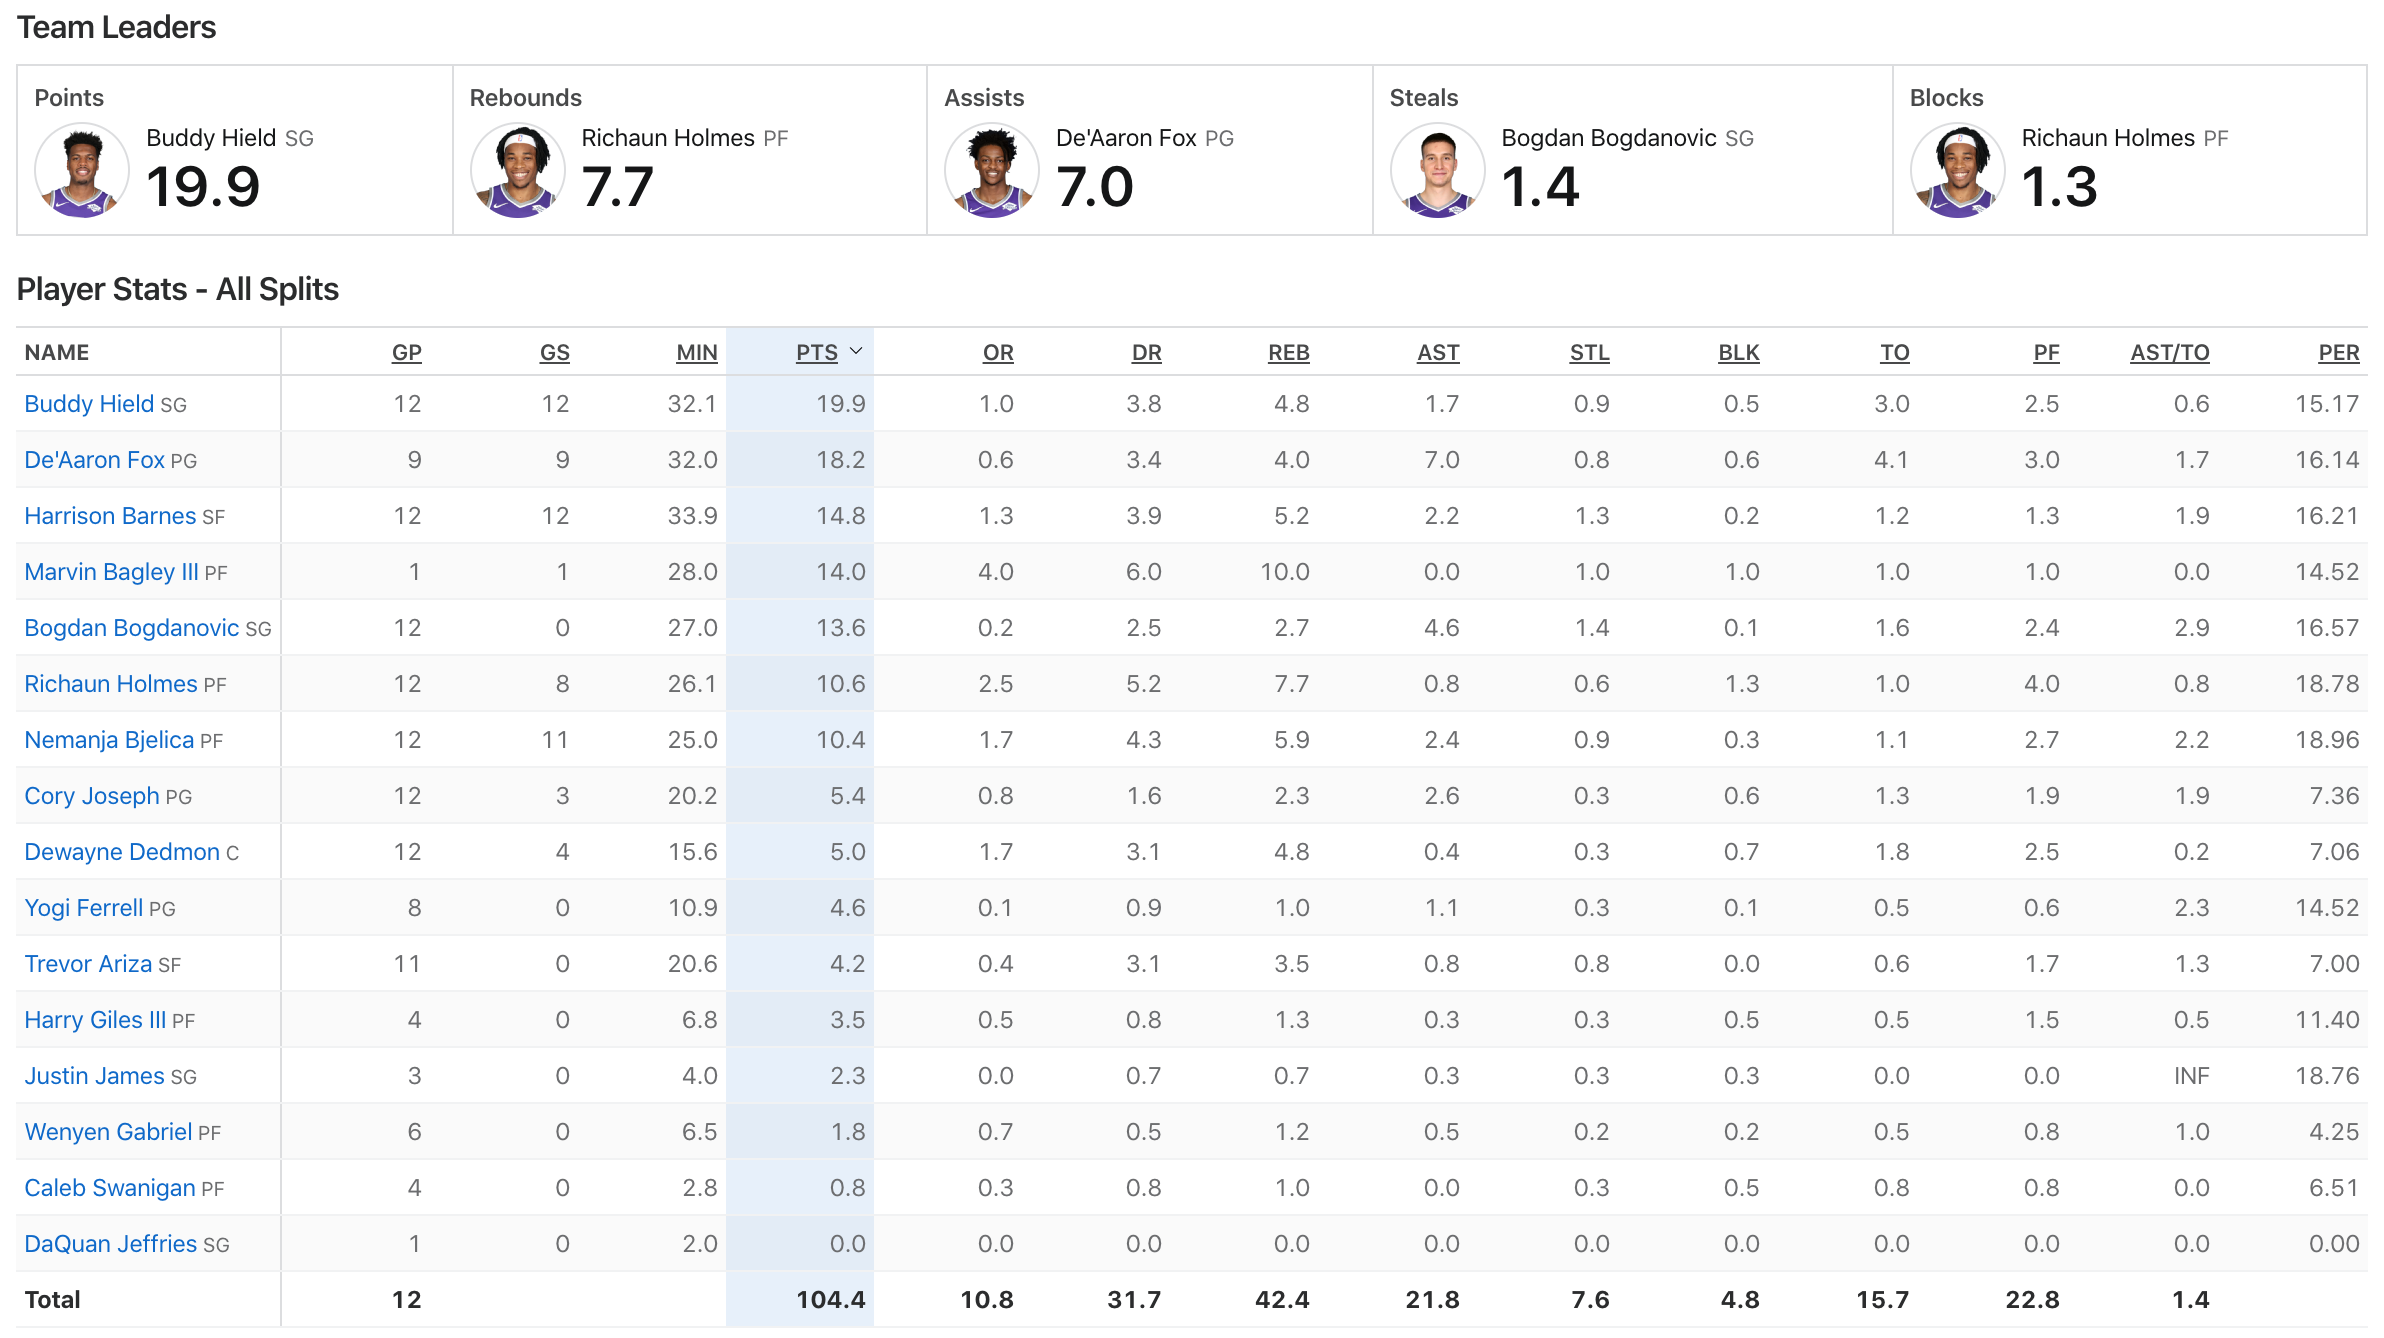 Team Leaders
Points Rebounds Assists Steals Blocks
Buddy Hield SG Richaun Holmes PF De'Aaron Fox PG Bogdan Bogdanovic SG Richaun Holmes PF
19.9 7.7 7.0 1.4 1.3
Player Stats - All Splits
NAME GP GS MIN PTS OR DR REB AST STL BLK TO PF AST/TO PER
Buddy Hield SG 12 12 32.1 19.9 1.0 3.8 4.8 1.7 0.9 0.5 3.0 2.5 0.6 15.17
De'Aaron Fox PG 9 9 32.0 18.2 0.6 3.4 4.0 7.0 0.8 0.6 4.1 3.0 1.7 16.14
Harrison Barnes SF 12 12 33.9 14.8 1.3 3.9 5.2 2.2 1.3 0.2 1.2 1.3 1.9 16.21
Marvin Bagley III PF 1 1 28.0 14.0 4.0 6.0 10.0 0.0 1.0 1.0 1.0 1.0 0.0 14.52
Bogdan Bogdanovic SG 12 0 27.0 13.6 0.2 2.5 2.7 4.6 1.4 0.1 1.6 2.4 2.9 16.57
Richaun Holmes PF 12 8 26.1 10.6 2.5 5.2 7.7 0.8 0.6 1.3 1.0 4.0 0.8 18.78
Nemanja Bjelica PF 12 11 25.0 10.4 1.7 4.3 5.9 2.4 0.9 0.3 1.1 2.7 2.2 18.96
Cory Joseph PG 12 3 20.2 5.4 0.8 1.6 2.3 2.6 0.3 0.6 1.3 1.9 1.9 7.36
Dewayne Dedmon C 12 4 15.6 5.0 1.7 3.1 4.8 0.4 0.3 0.7 1.8 2.5 0.2 7.06
Yogi Ferrell PG 8 0 10.9 4.6 0.1 0.9 1.0 1.1 0.3 0.1 0.5 0.6 2.3 14.52
Trevor Ariza SF 11 0 20.6 4.2 0.4 3.1 3.5 0.8 0.8 0.0 0.6 1.7 1.3 7.00
Harry Giles III PF 4 0 6.8 3.5 0.5 0.8 1.3 0.3 0.3 0.5 0.5 1.5 0.5 11.40
Justin James SG 3 0 4.0 2.3 0.0 0.7 0.7 0.3 0.3 0.3 0.0 0.0 INF 18.76
Wenyen Gabriel PF 6 0 6.5 1.8 0.7 0.5 1.2 0.5 0.2 0.2 0.5 0.8 1.0 4.25
Caleb Swanigan PF 4 0 2.8 0.8 0.3 0.8 1.0 0.0 0.3 0.5 0.8 0.8 0.0 6.51
DaQuan Jeffries SG 1 0 2.0 0.0 0.0 0.0 0.0 0.0 0.0 0.0 0.0 0.0 0.0 0.00
Total 12 104.4 10.8 31.7 42.4 21.8 7.6 4.8 15.7 22.8 1.4